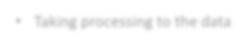 • Taking processing to the data